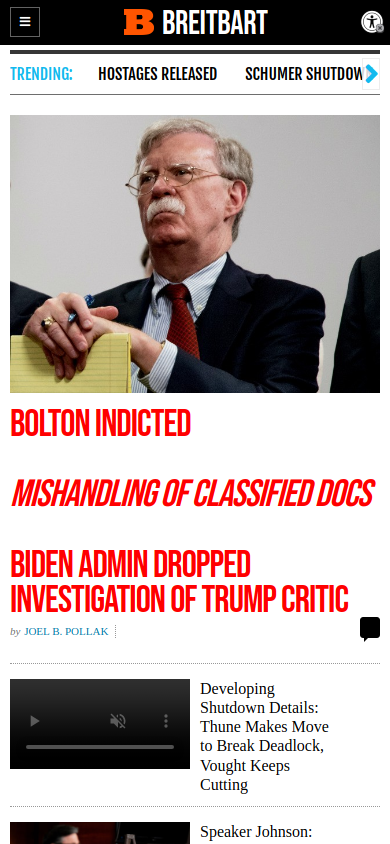 BREITBART
TRENDING:
HOSTAGES RELEASED
SCHUMER SHUTDOW
BOLTON INDICTED
MISHANDLING OF CLASSIFIED DOCS
BIDEN ADMIN DROPPED
INVESTIGATION OF TRUMP CRITIC
by JOEL B. POLLAK
Developing
Shutdown Details:
Thune Makes Move
to Break Deadlock,
Vought Keeps
Cutting
Speaker Johnson: